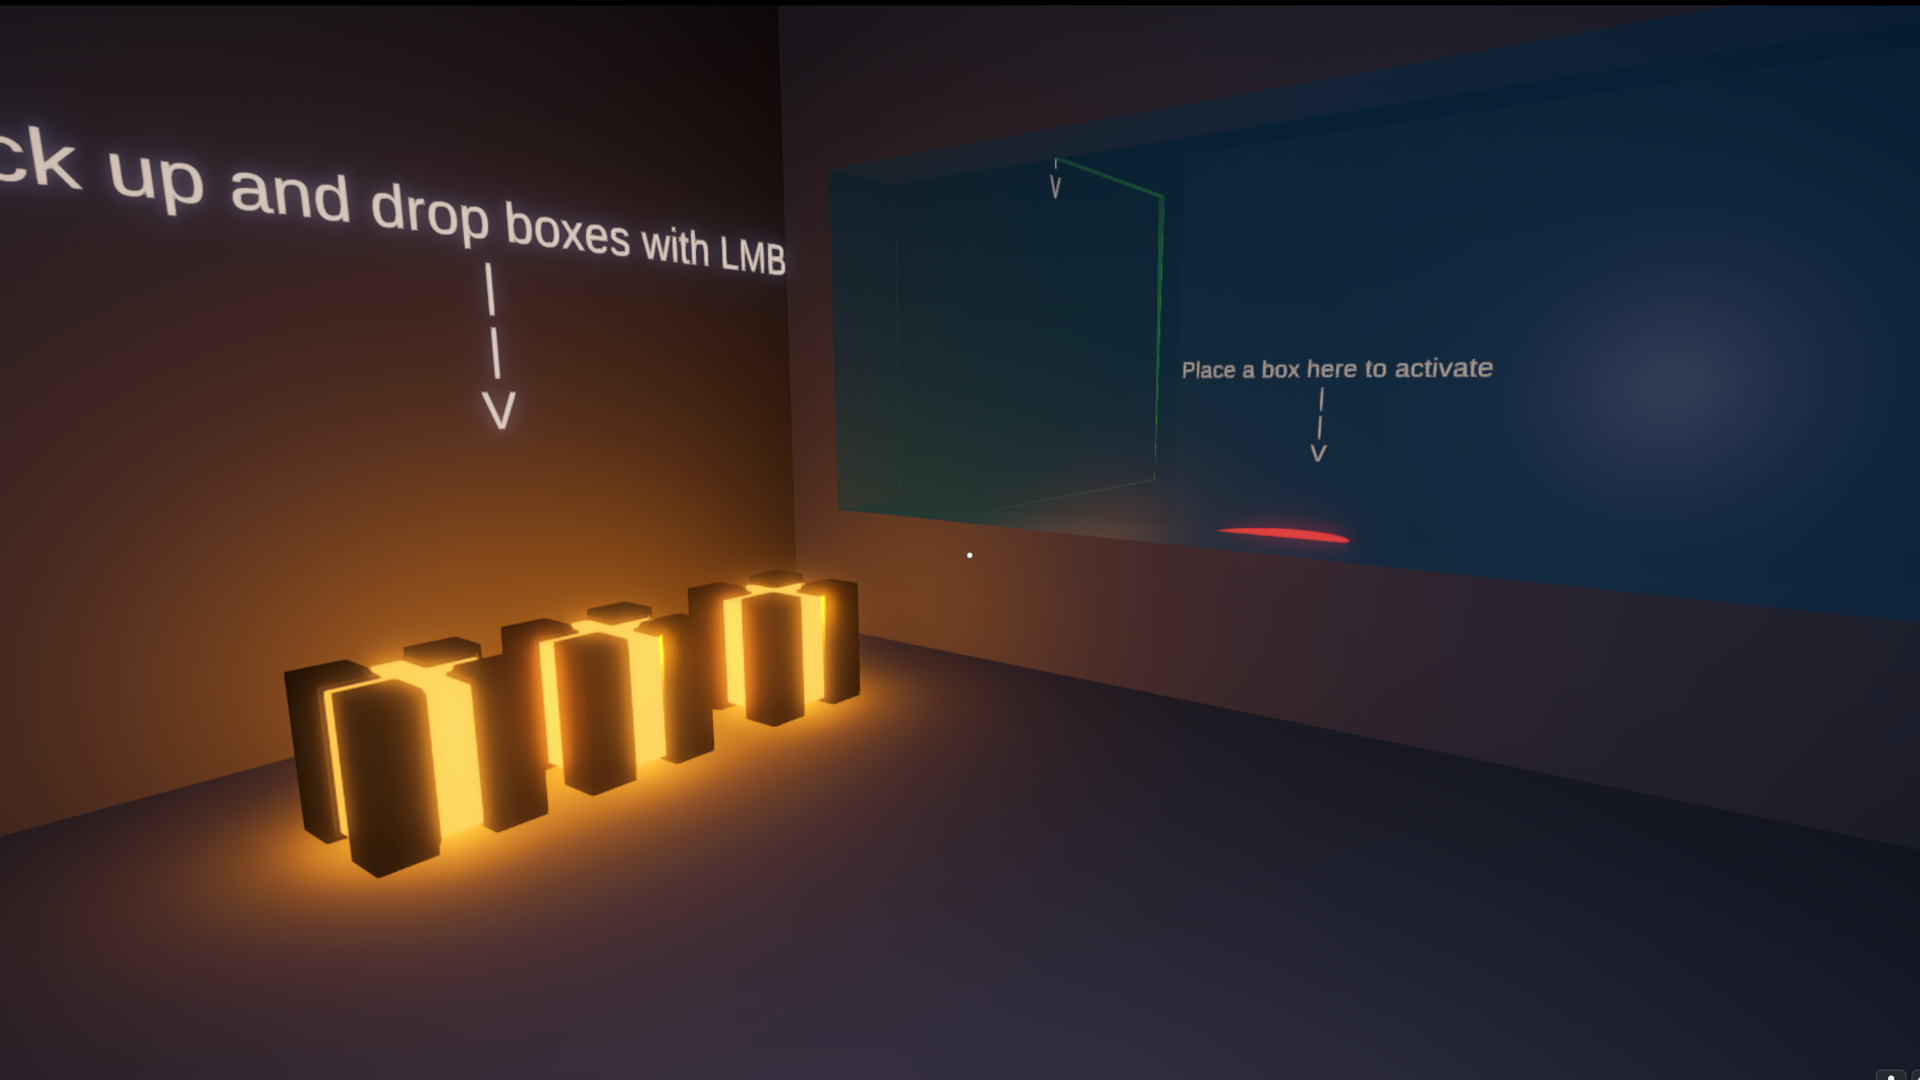 ck up and drop boxes with LMB
|
|
V
V
Place a box here to activate
|
|
V